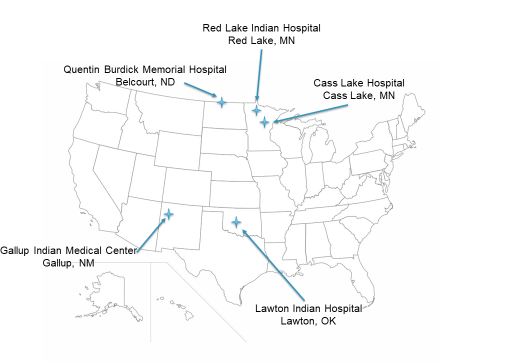 Red Lake Indian Hospital
Red Lake, MN
Quentin Burdick Memorial Hospital
Belcourt, ND
Cass Lake Hospital
Cass Lake, MN
Gallup Indian Medical Center
Gallup, NM
Lawton Indian Hospital
Lawton, OK